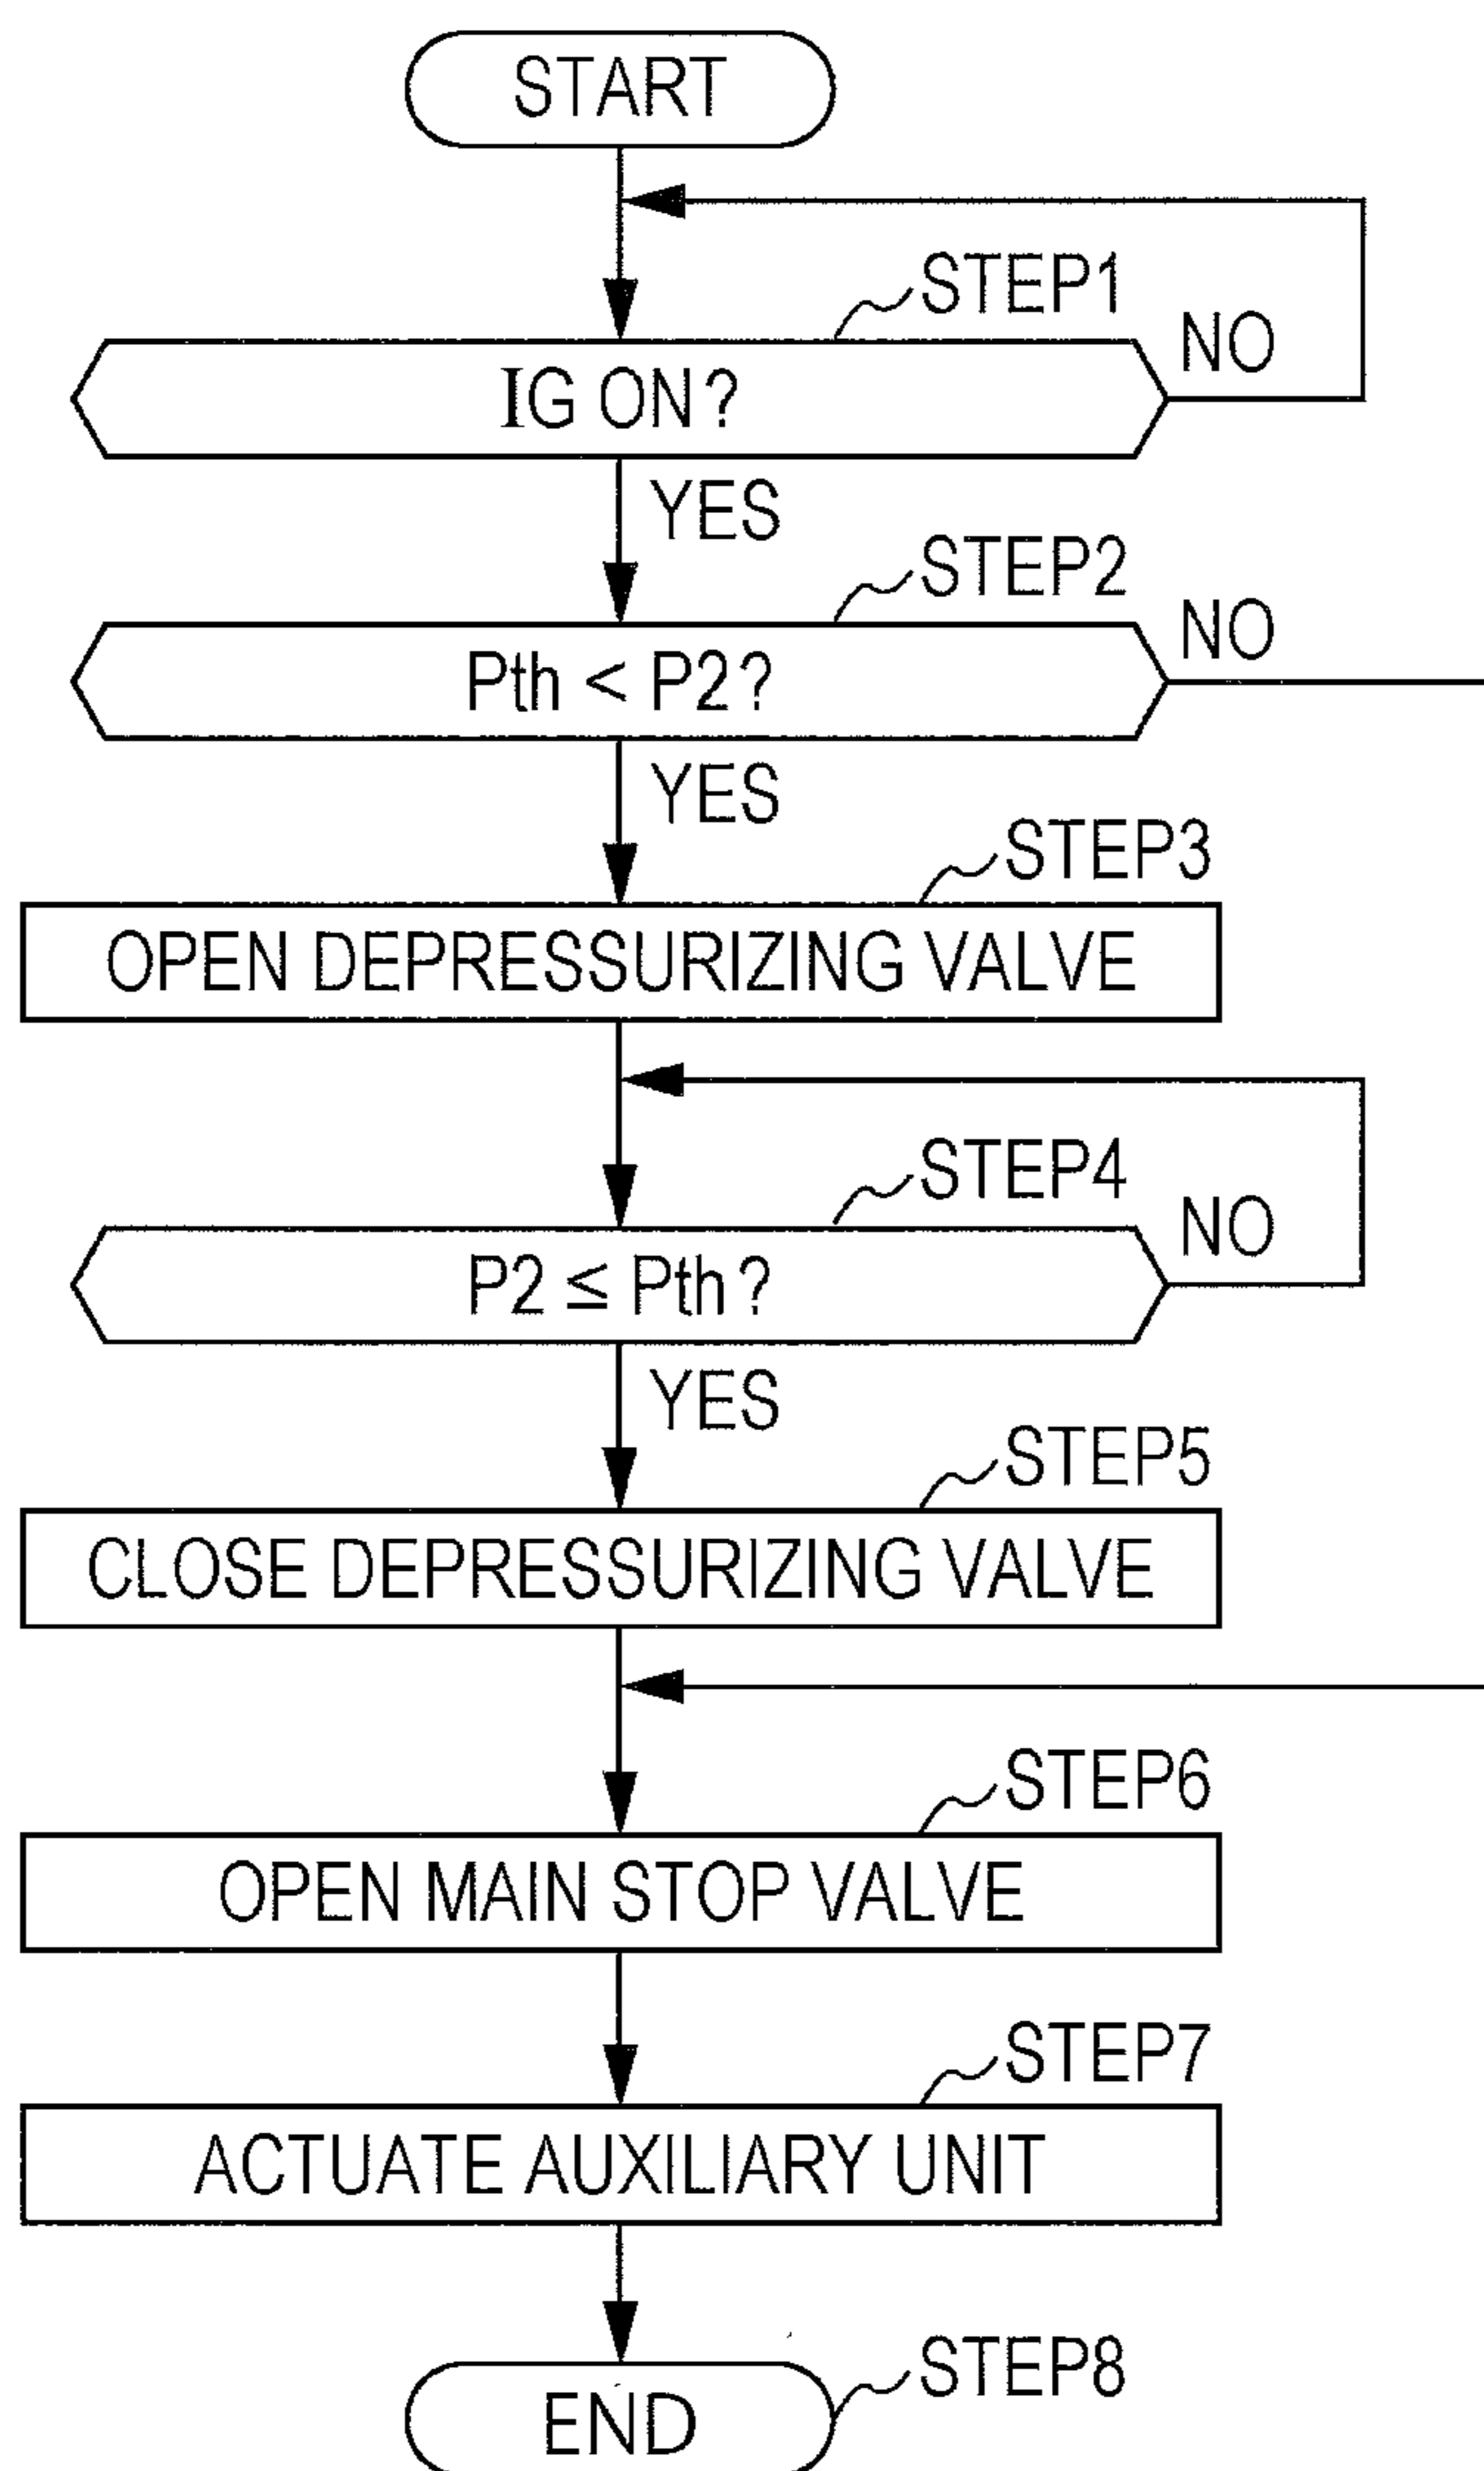 START
STEP1
NO
IG ON?
YES
STEP2
NO
Pth < P2?
YES
STEP3
OPEN DEPRESSURIZING VALVE
STEP4
NO
P2 ≤ Pth?
YES
STEP5
CLOSE DEPRESSURIZING VALVE
STEP6
OPEN MAIN STOP VALVE
STEP7
ACTUATE AUXILIARY UNIT
STEP8
END